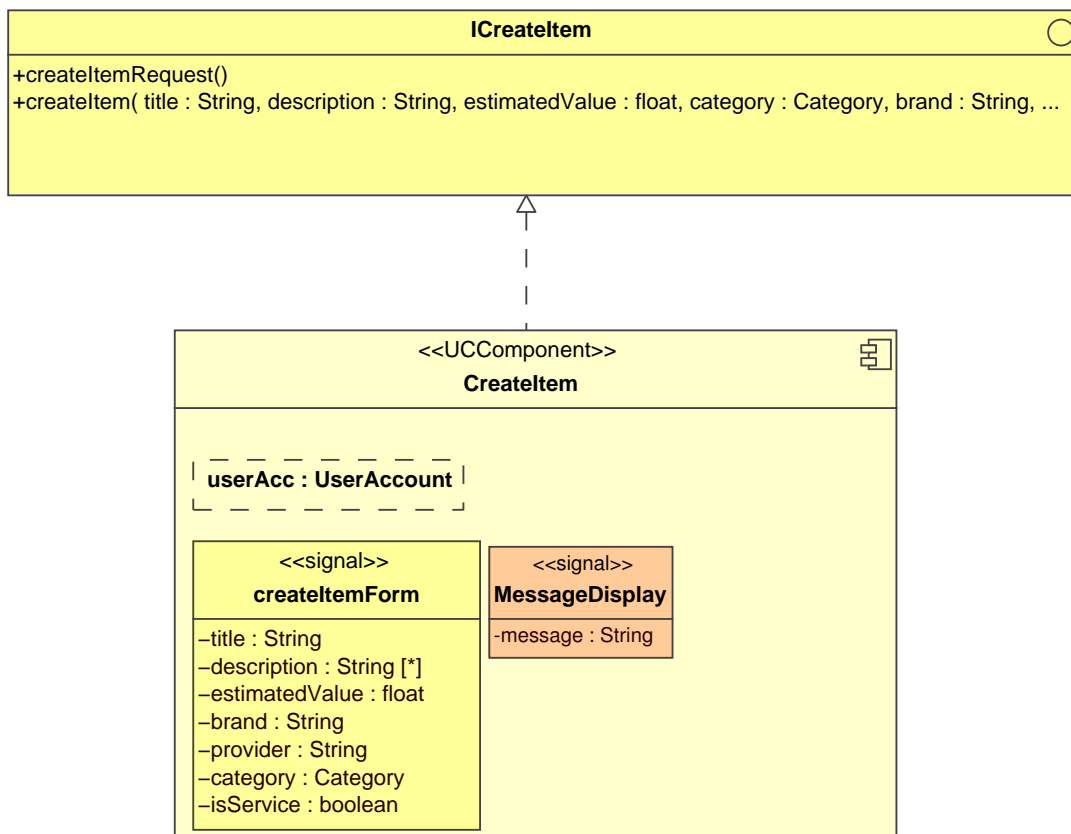 ICreateItem
+createItemRequest()
+createItem( title : String, description : String, estimatedValue : float, category : Category, brand : String, ...
<<UCComponent>>
CreateItem
userAcc : UserAccount
<<signal>>
createItemForm
–title : String
–description : String [*]
–estimatedValue : float
–brand : String
–provider : String
–category : Category
–isService : boolean
<<signal>>
MessageDisplay
-message : String